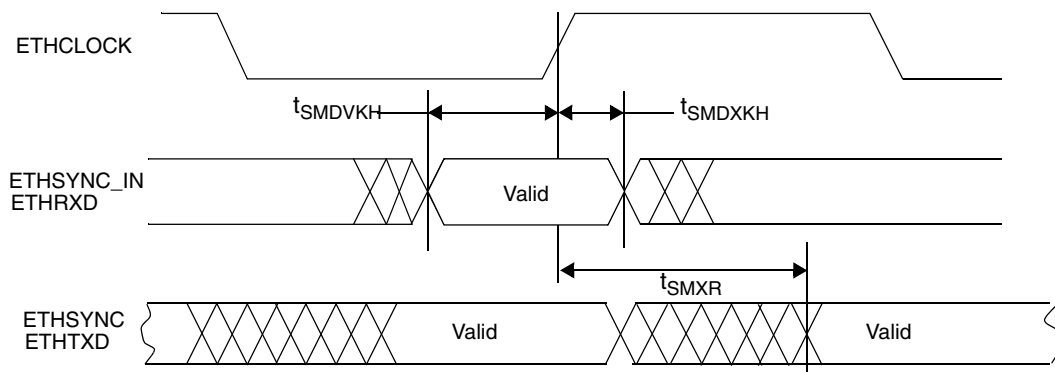 ETHCLOCK
tSMDVKH
tSMDXKH
ETHSYNC_IN
ETHRXD
Valid
tSMXR
ETHSYNC
ETHTXD
Valid
Valid